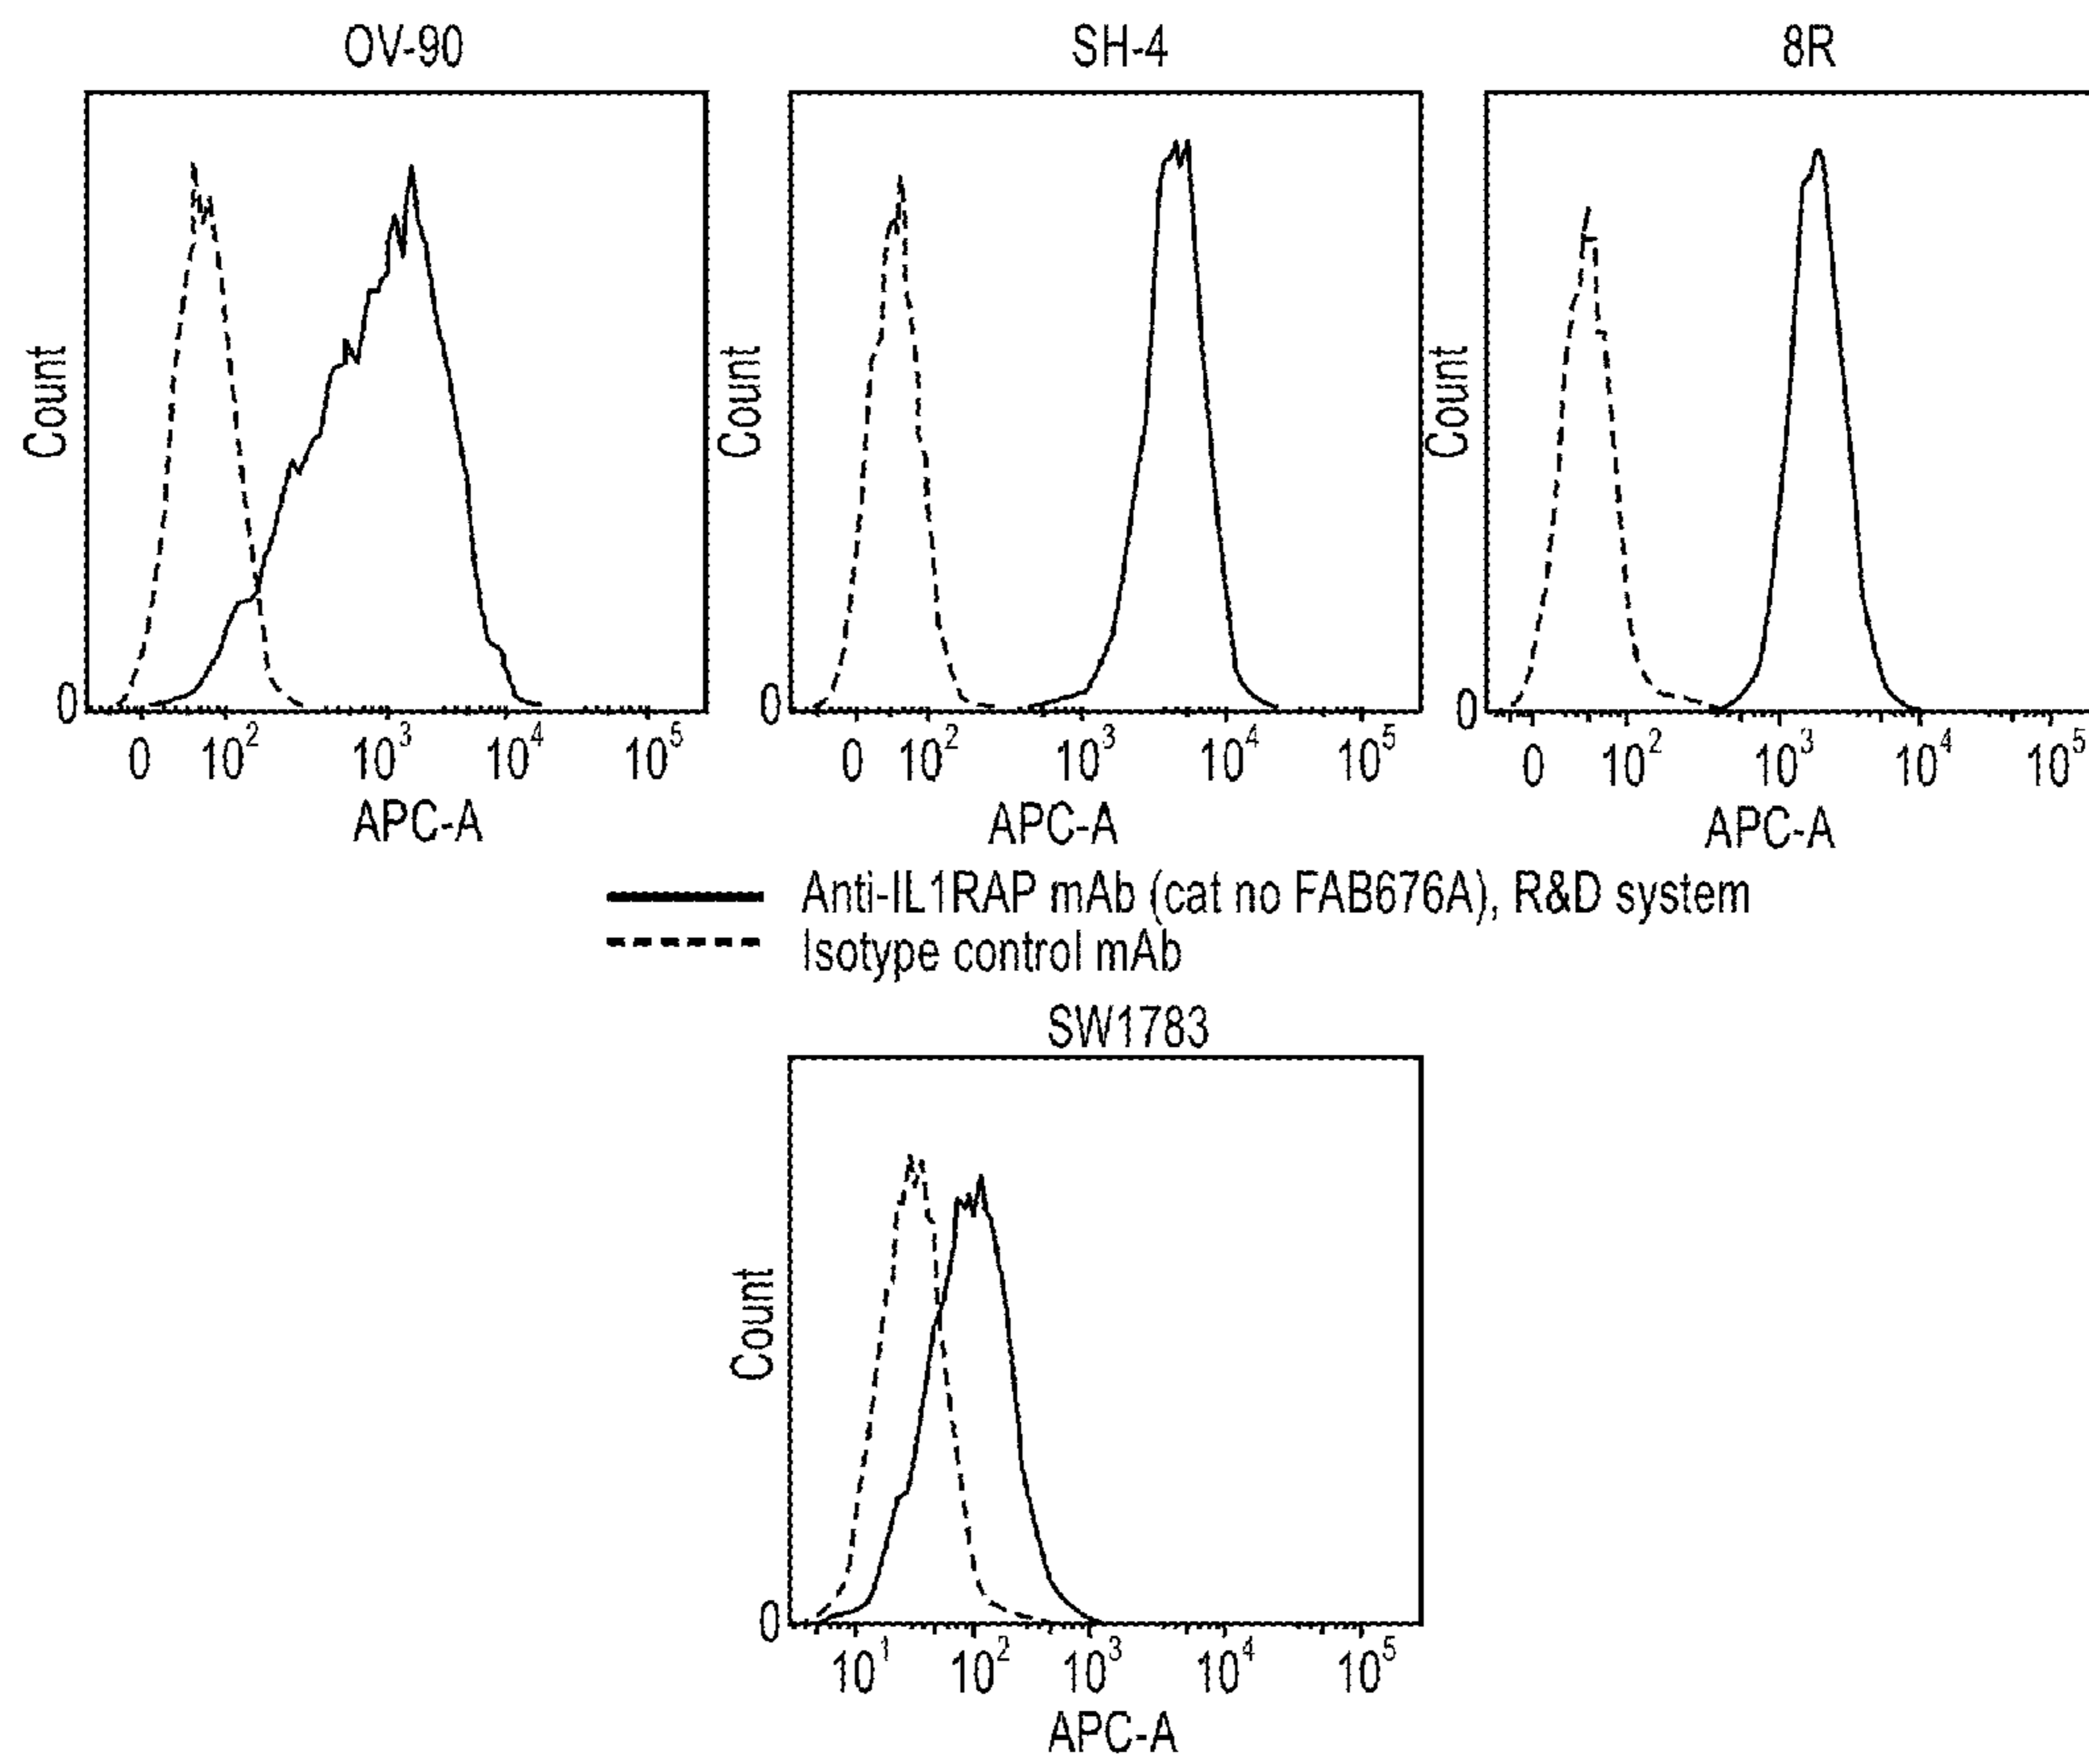 OV-90
SH-4
8R
Count
Count
Count
0
0
0
0 10² 10³ 10⁴ 10⁵
0 10² 10³ 10⁴ 10⁵
0 10² 10³ 10⁴ 10⁵
APC-A
APC-A
APC-A
Anti-IL1RAP mAb (cat no FAB676A), R&D system
Isotype control mAb
SW1783
Count
0
10¹ 10² 10³ 10⁴ 10⁵
APC-A